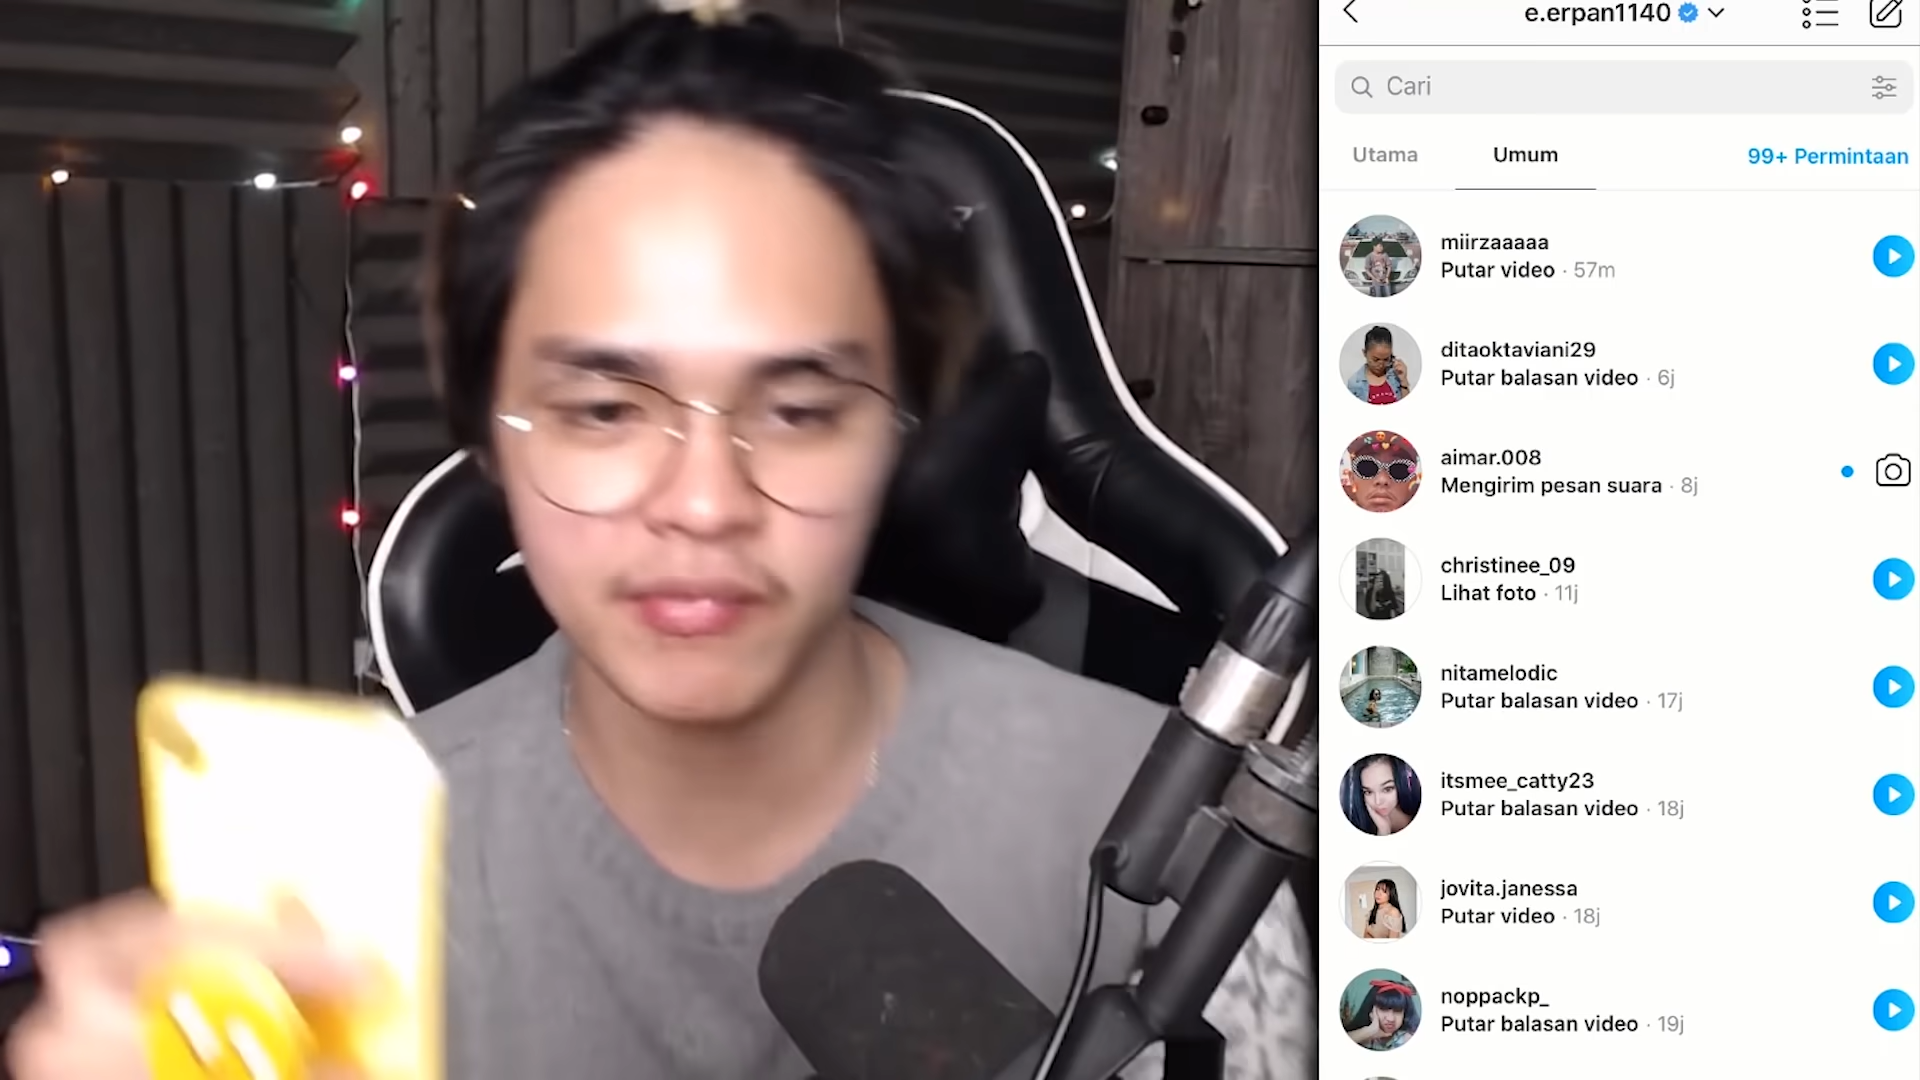 e.erpan1140
Cari
Utama
Umum
99+ Permintaan
miirzaaaaa
Putar video · 57m
ditaoktaviani29
Putar balasan video · 6j
aimar.008
Mengirim pesan suara · 8j
christinee_09
Lihat foto · 11j
nitamelodic
Putar balasan video · 17j
itsmee_catty23
Putar balasan video · 18j
jovita.janessa
Putar video · 18j
noppackp_
Putar balasan video · 19j